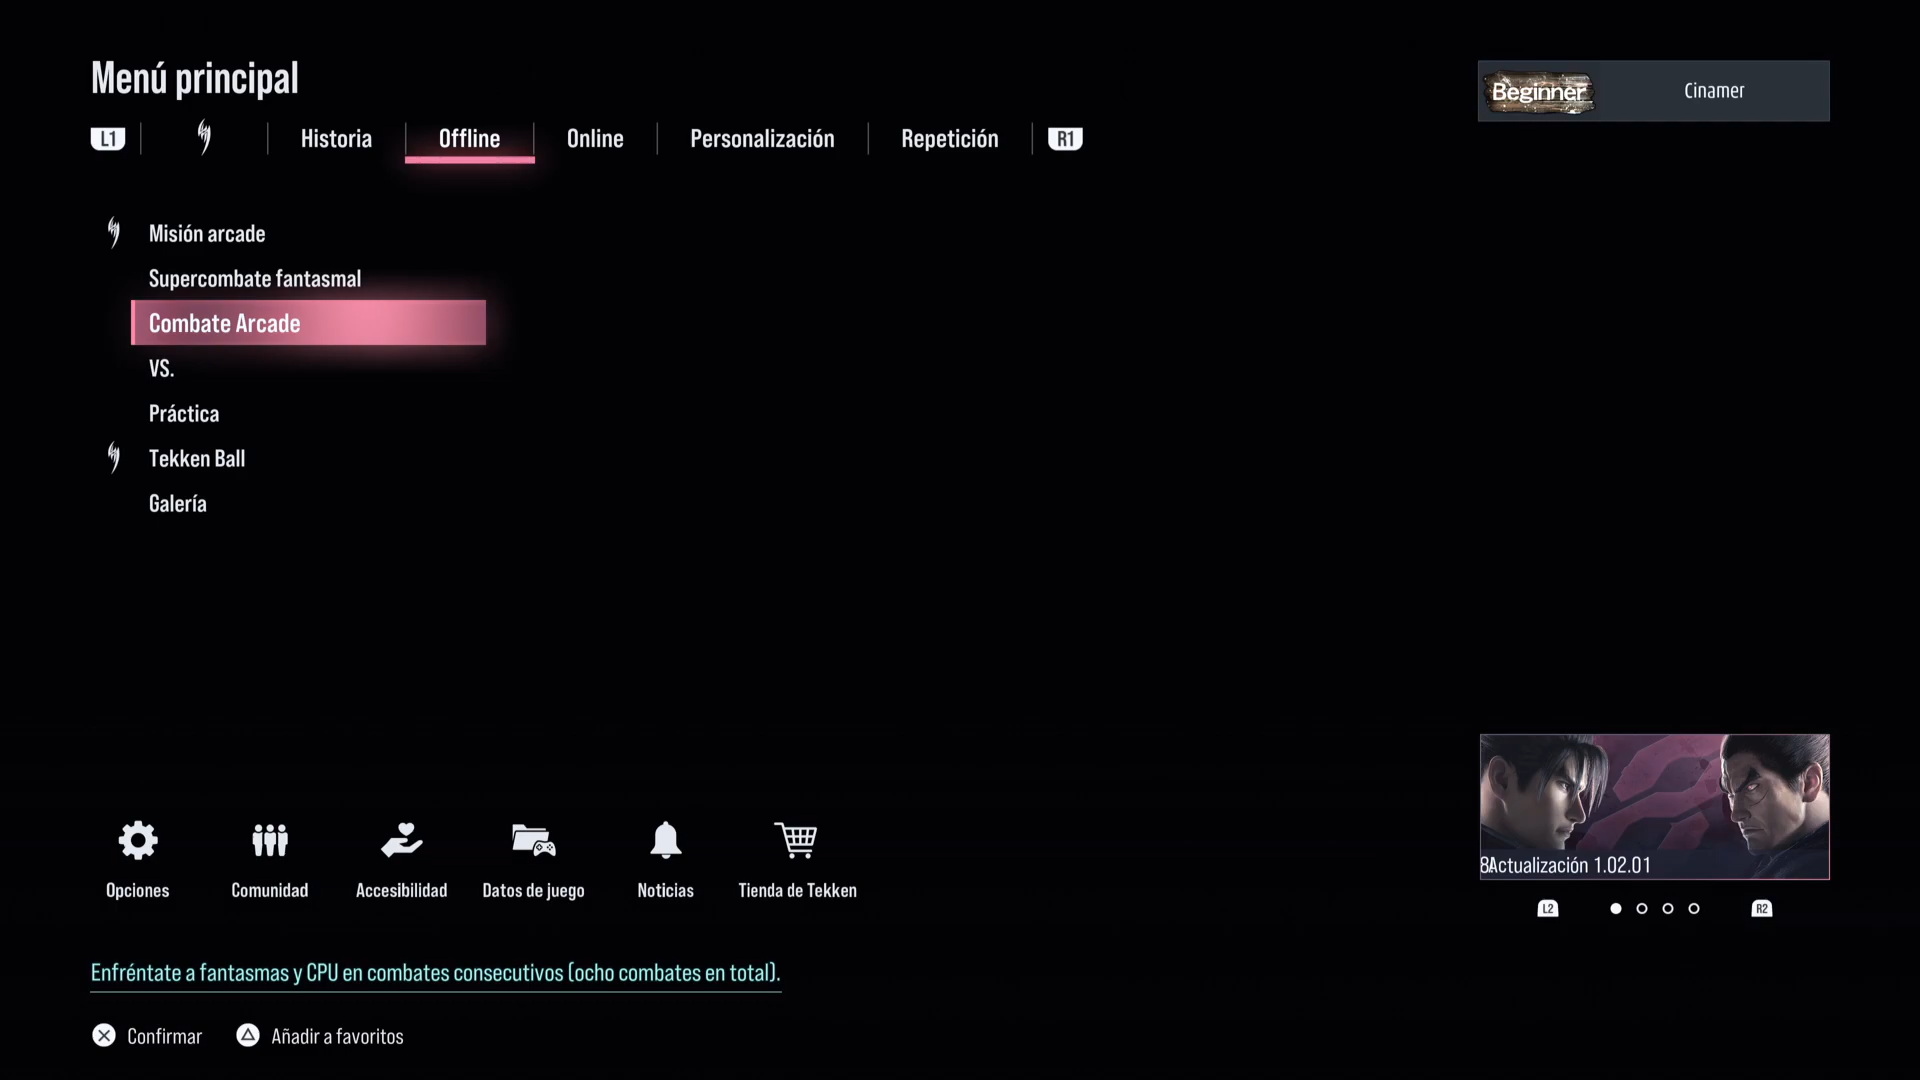 Menú principal
Beginner Cinamer
L1 Historia Offline Online Personalización Repetición R1
Misión arcade
Supercombate fantasmal
Combate Arcade
VS.
Práctica
Tekken Ball
Galería
8 Actualización 1.02.01
L2 R2
Opciones Comunidad Accesibilidad Datos de juego Noticias Tienda de Tekken
Enfréntate a fantasmas y CPU en combates consecutivos (ocho combates en total).
Confirmar Añadir a favoritos